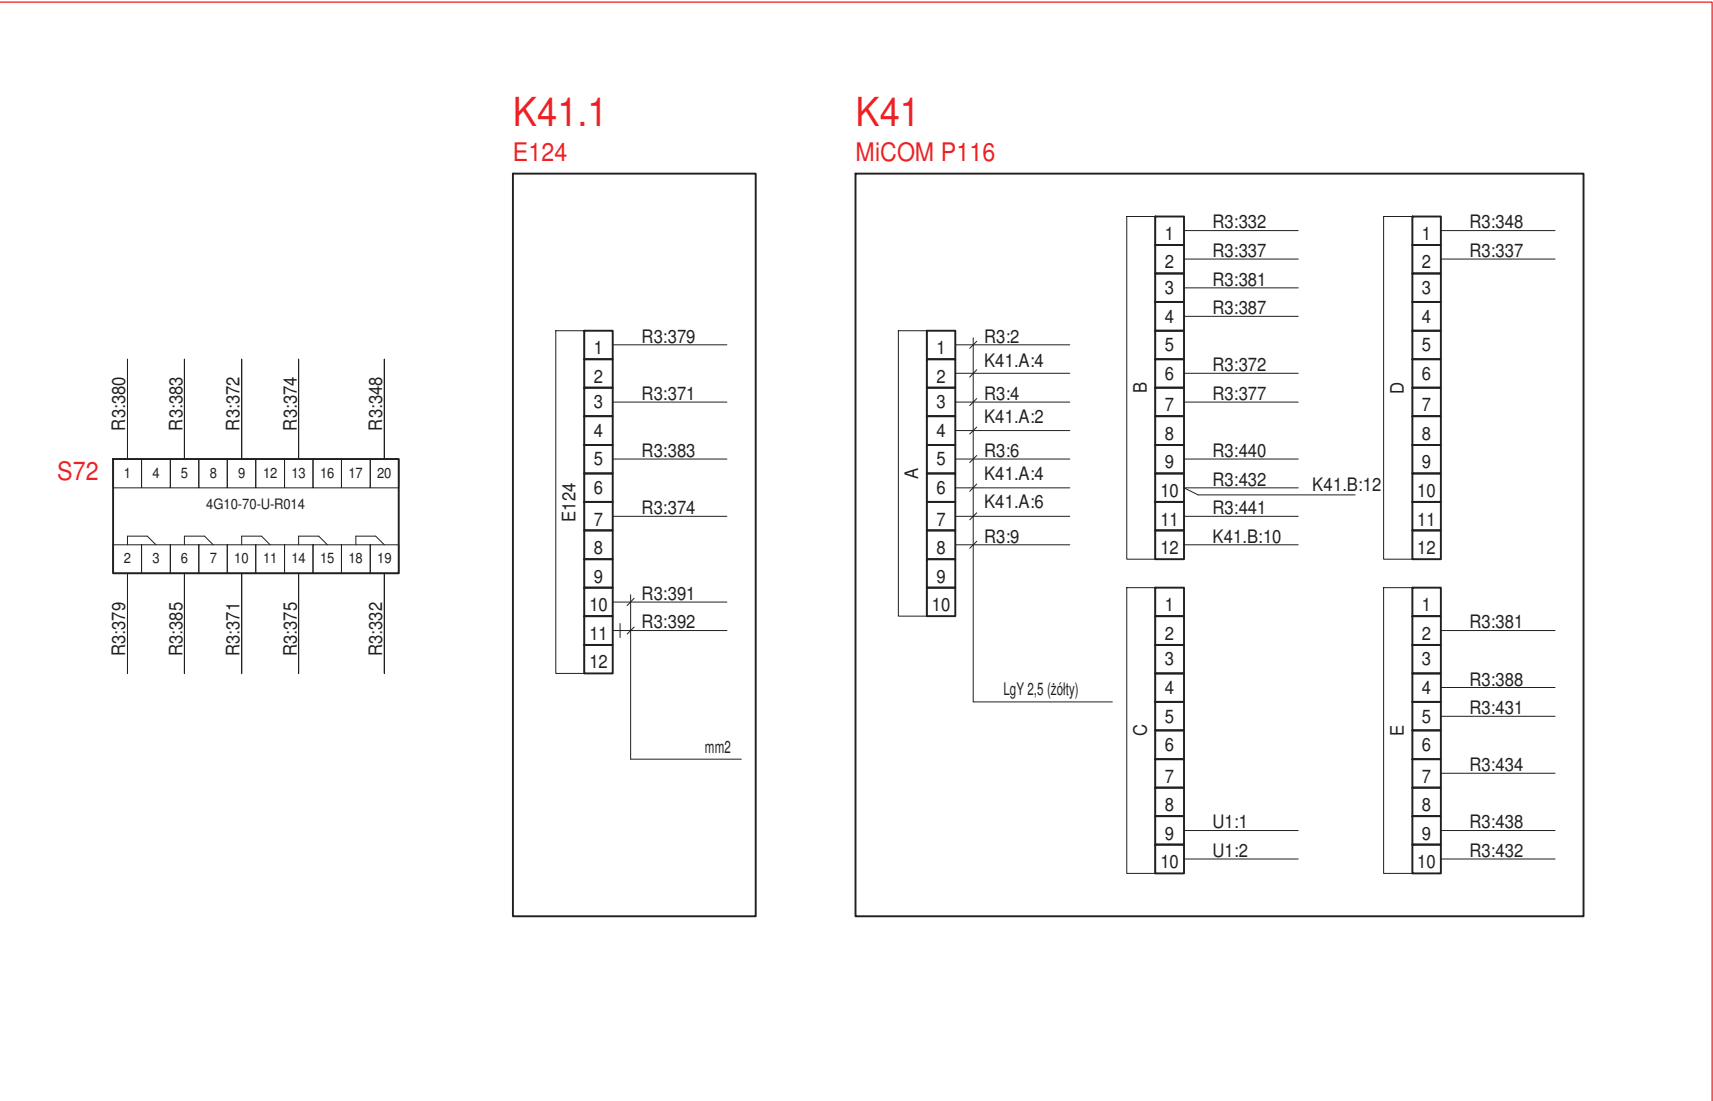 K41.1
E124
K41
MiCOM P116
S72
R3:380
R3:383
R3:372
R3:374
R3:348
1 4 5 8 9 12 13 16 17 20
4G10-70-U-R014
2 3 6 7 10 11 14 15 18 19
R3:379
R3:385
R3:371
R3:375
R3:332
E124
1 R3:379
2
3 R3:371
4
5 R3:383
6
7 R3:374
8
9
10 R3:391
11 R3:392
12
mm2
A
1 R3:2
2 K41.A:4
3 R3:4
4 K41.A:2
5 R3:6
6 K41.A:4
7 K41.A:6
8 R3:9
9
10
LgY 2,5 (żółty)
B
1 R3:332
2 R3:337
3 R3:381
4 R3:387
5
6 R3:372
7 R3:377
8
9 R3:440
10 R3:432 K41.B:12
11 R3:441
12 K41.B:10
C
1
2
3
4
5
6
7
8
9 U1:1
10 U1:2
D
1 R3:348
2 R3:337
3
4
5
6
7
8
9
10
11
12
E
1
2 R3:381
3
4 R3:388
5 R3:431
6
7 R3:434
8
9 R3:438
10 R3:432